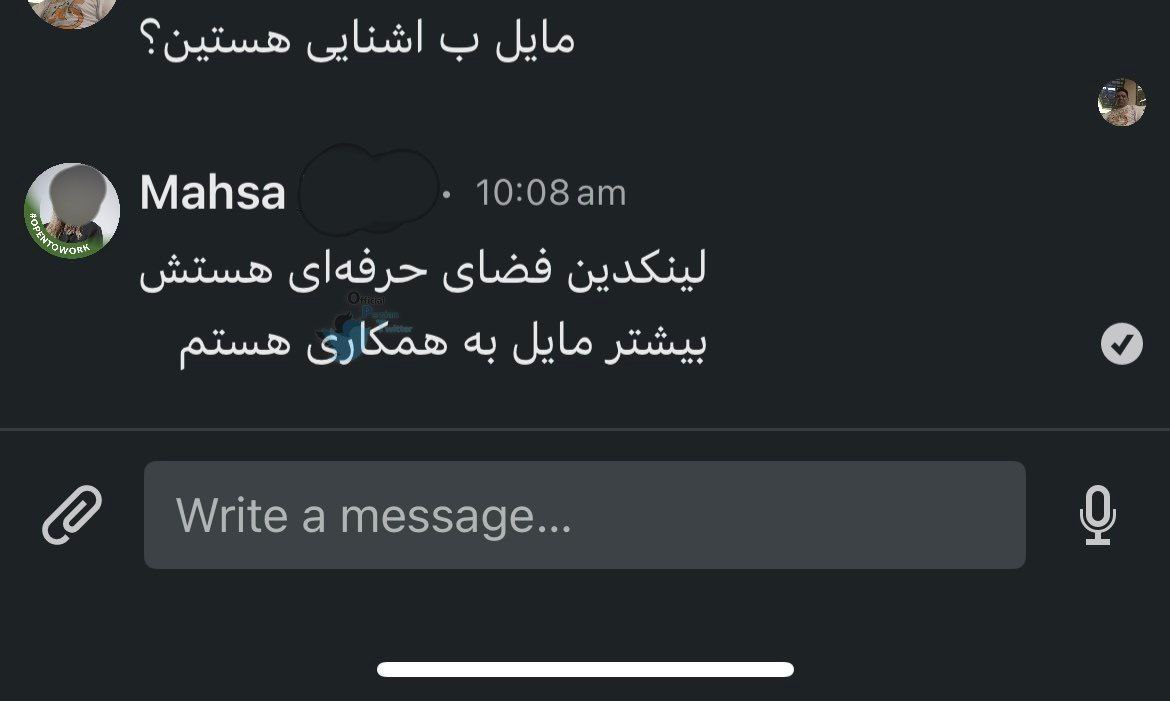 مایل ب اشنایی هستین؟
Mahsa · 10:08 am
#OPENTOWORK
لینکدین فضای حرفه‌ای هستش
Official
Persian
Twitter
بیشتر مایل به همکاری هستم
Write a message...